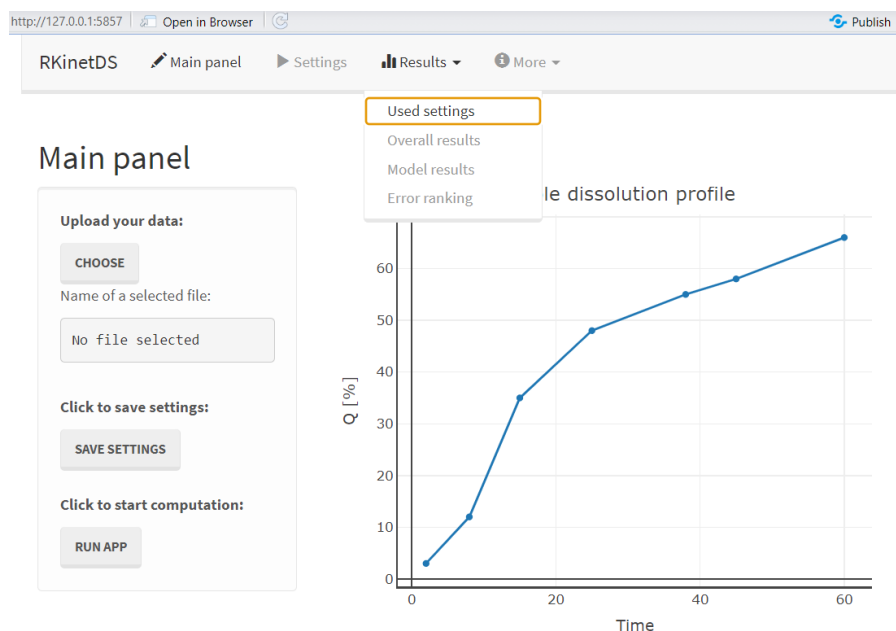 http://127.0.0.1:5857 Open in Browser Publish
RKinetDS Main panel Settings Results More
Used settings
Overall results
Model results
Error ranking
Main panel
Upload your data:
CHOOSE
Name of a selected file:
No file selected
Click to save settings:
SAVE SETTINGS
Click to start computation:
RUN APP
le dissolution profile
60
50
40
30
20
10
0
Q [%]
0 20 40 60
Time